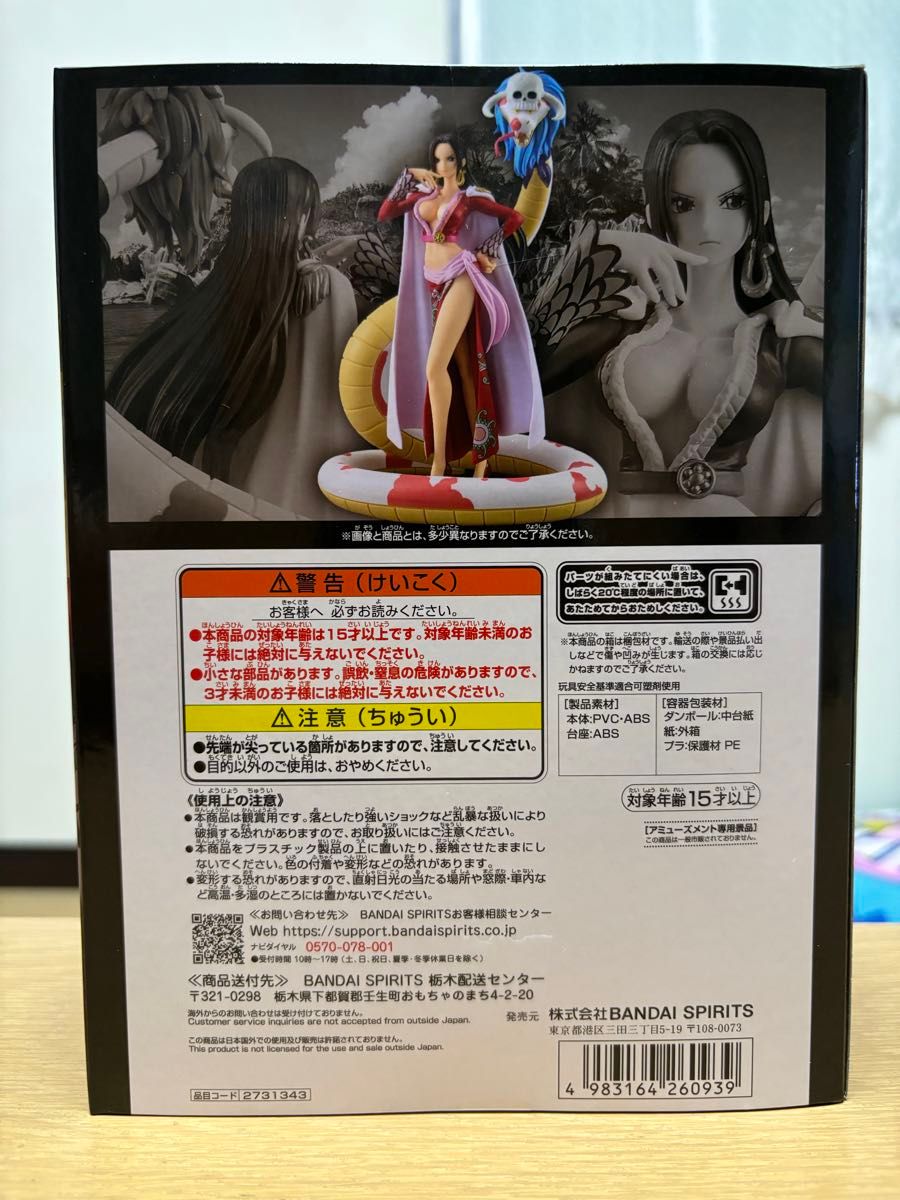 ※画像と商品とは、多少異なりますのでご了承ください。
⚠警告(けいこく)
お客様へ 必ずお読みください。
●本商品の対象年齢は15才以上です。対象年齢未満のお
子様には絶対に与えないでください。
●小さな部品があります。誤飲・窒息の危険がありますので、
3才未満のお子様には絶対に与えないでください。
⚠注意(ちゅうい)
●先端が尖っている箇所がありますので、注意してください。
●目的以外のご使用は、おやめください。
パーツが組みたてにくい場合は、
しばらく20℃程度の場所に置いて、
あたためてからおためしください。
※本商品の箱は梱包材です。輸送の際や景品払い出
しなどで傷や凹みが生じます。箱の交換には応じ
かねますのでご了承ください。
玩具安全基準適合可塑剤使用
[製品素材]
本体:PVC・ABS
台座:ABS
[容器包装材]
ダンボール:中台紙
紙:外箱
プラ:保護材 PE
対象年齢15才以上
[アミューズメント専用景品]
この商品は一般市販されておりません。
《使用上の注意》
●本商品は観賞用です。落としたり強いショックなど乱暴な扱いにより
破損する恐れがありますので、お取り扱いにはご注意ください。
●本商品をプラスチック製品の上に置いたり、接触させたままにし
ないでください。色の付着や変形などの恐れがあります。
●変形する恐れがありますので、直射日光の当たる場所や窓際・車内な
ど高温・多湿のところには置かないでください。
≪お問い合わせ先≫ BANDAI SPIRITSお客様相談センター
Web https://support.bandaispirits.co.jp
ナビダイヤル 0570-078-001
●受付時間 10時〜17時(土、日、祝日、夏季・冬季休業日を除く)
≪商品送付先≫ BANDAI SPIRITS 栃木配送センター
〒321-0298 栃木県下都賀郡壬生町おもちゃのまち4-2-20
海外からのお問い合わせは受け付けておりません。
Customer service inquiries are not accepted from outside Japan.
この商品は日本国外での使用及び販売は許諾されておりません。
This product is not licensed for the use and sale outside Japan.
発売元 株式会社BANDAI SPIRITS
東京都港区三田三丁目5-19 〒108-0073
4 983164 260939
品目コード 2731343